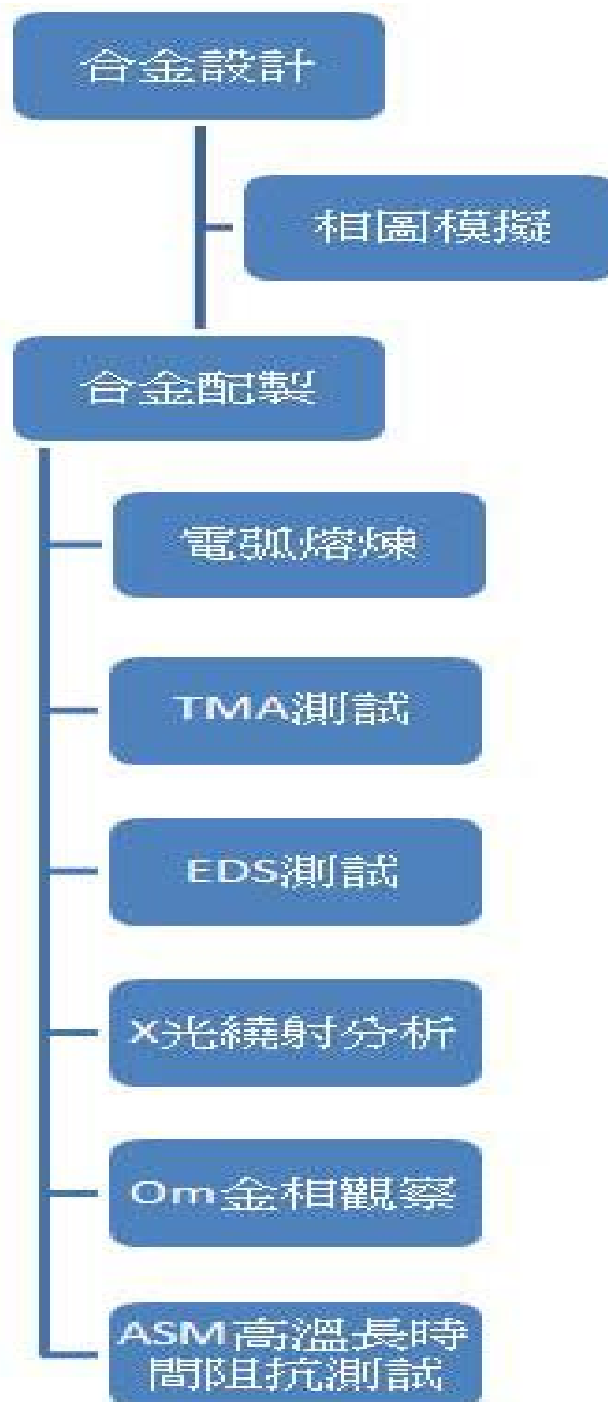 合金設計
相圖模擬
合金配製
電弧熔煉
TMA測試
EDS測試
X光繞射分析
Om金相觀察
ASM高溫長時
間阻抗測試